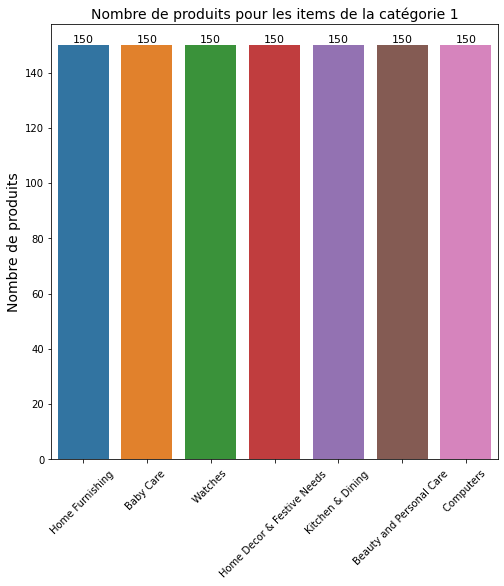 Nombre de produits pour les items de la catégorie 1
150 150 150 150 150 150 150
Nombre de produits
140
120
100
80
60
40
20
0
Home Furnishing
Baby Care
Watches
Home Decor & Festive Needs
Kitchen & Dining
Beauty and Personal Care
Computers